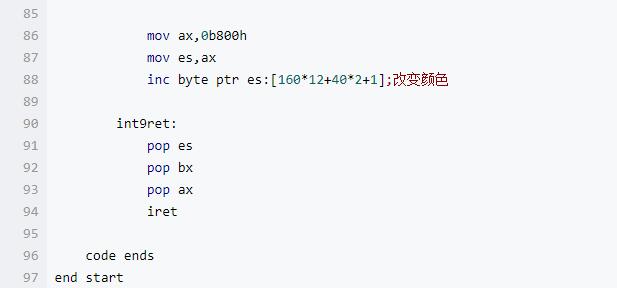 85
86 mov ax,0b800h
87 mov es,ax
88 inc byte ptr es:[160*12+40*2+1];改变颜色
89
90 int9ret:
91 pop es
92 pop bx
93 pop ax
94 iret
95
96 code ends
97 end start